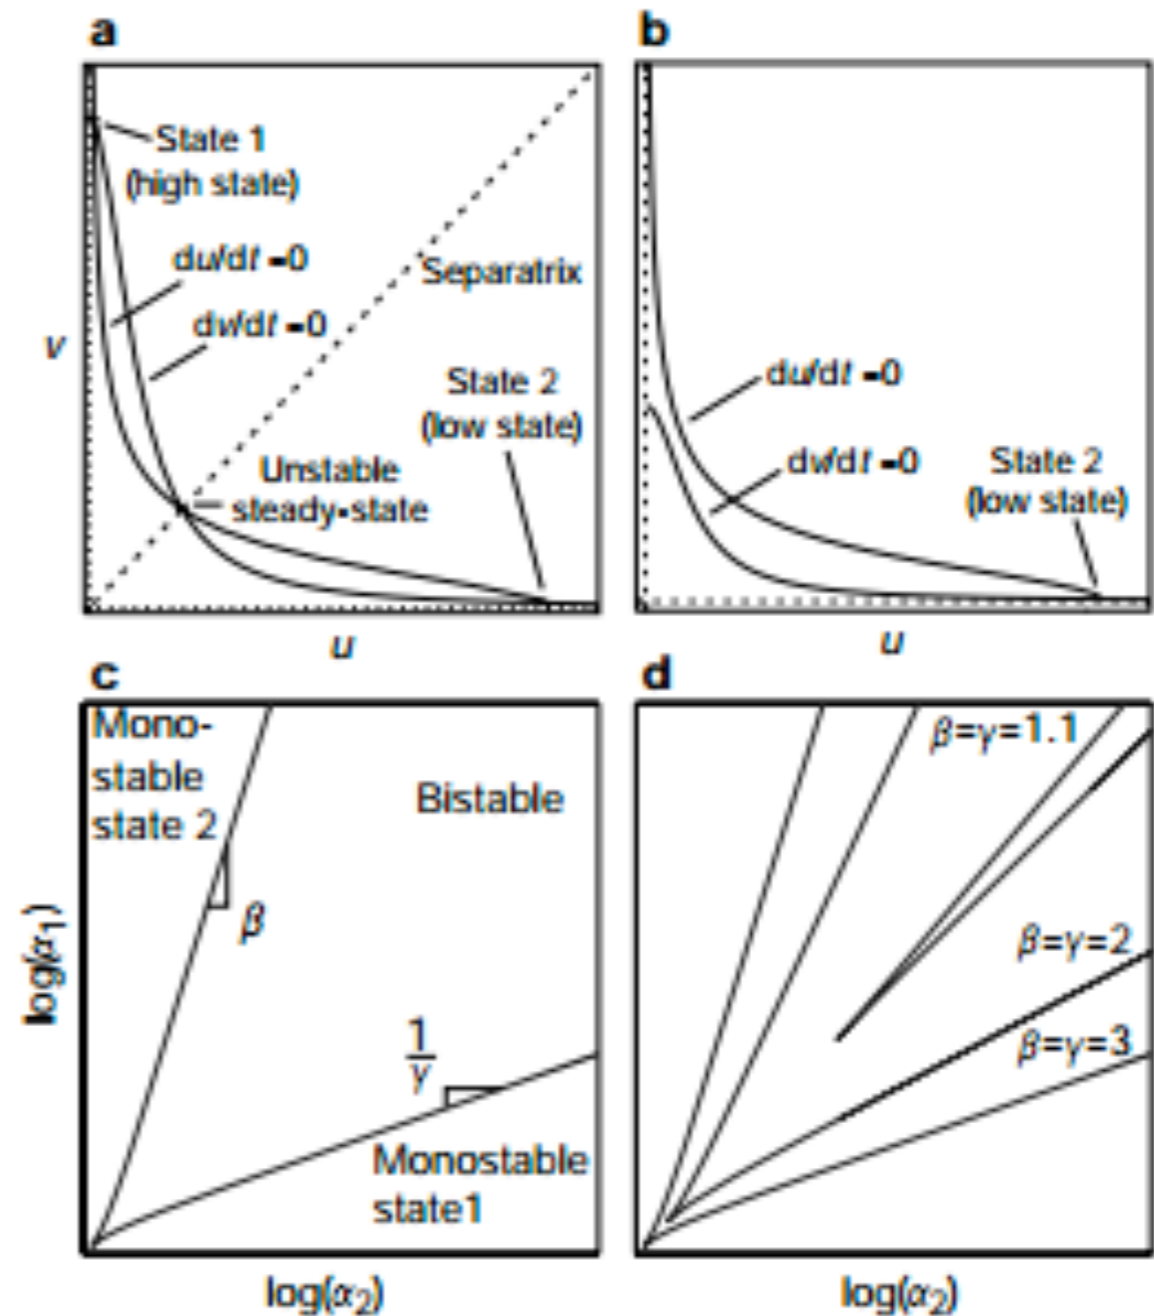 a
State 1
(high state)
du/dt =0
dv/dt =0
Separatrix
State 2
(low state)
Unstable
steady-state
v
u
b
du/dt =0
dv/dt =0
State 2
(low state)
u
c
Mono-
stable
state 2
Bistable
β
1
γ
Monostable
state1
log(α₁)
log(α₂)
d
β=γ=1.1
β=γ=2
β=γ=3
log(α₂)